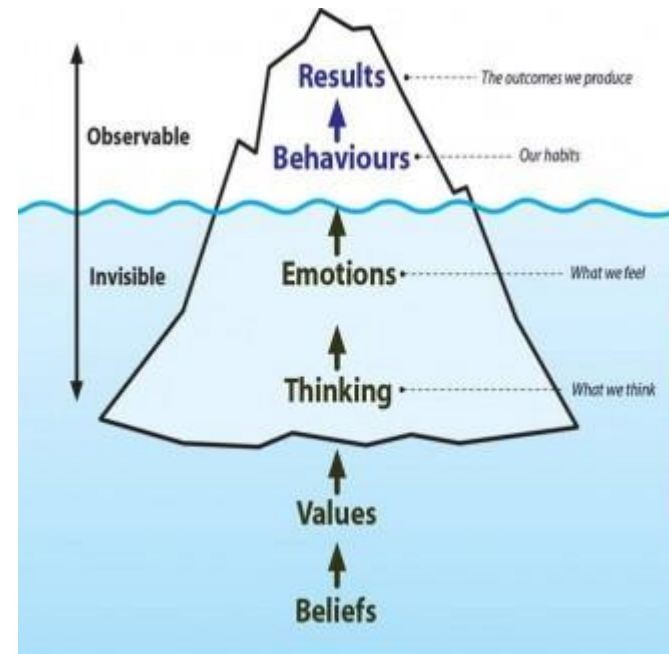 Results
The outcomes we produce
Observable
Behaviours
Our habits
Invisible
Emotions
What we feel
Thinking
What we think
Values
Beliefs